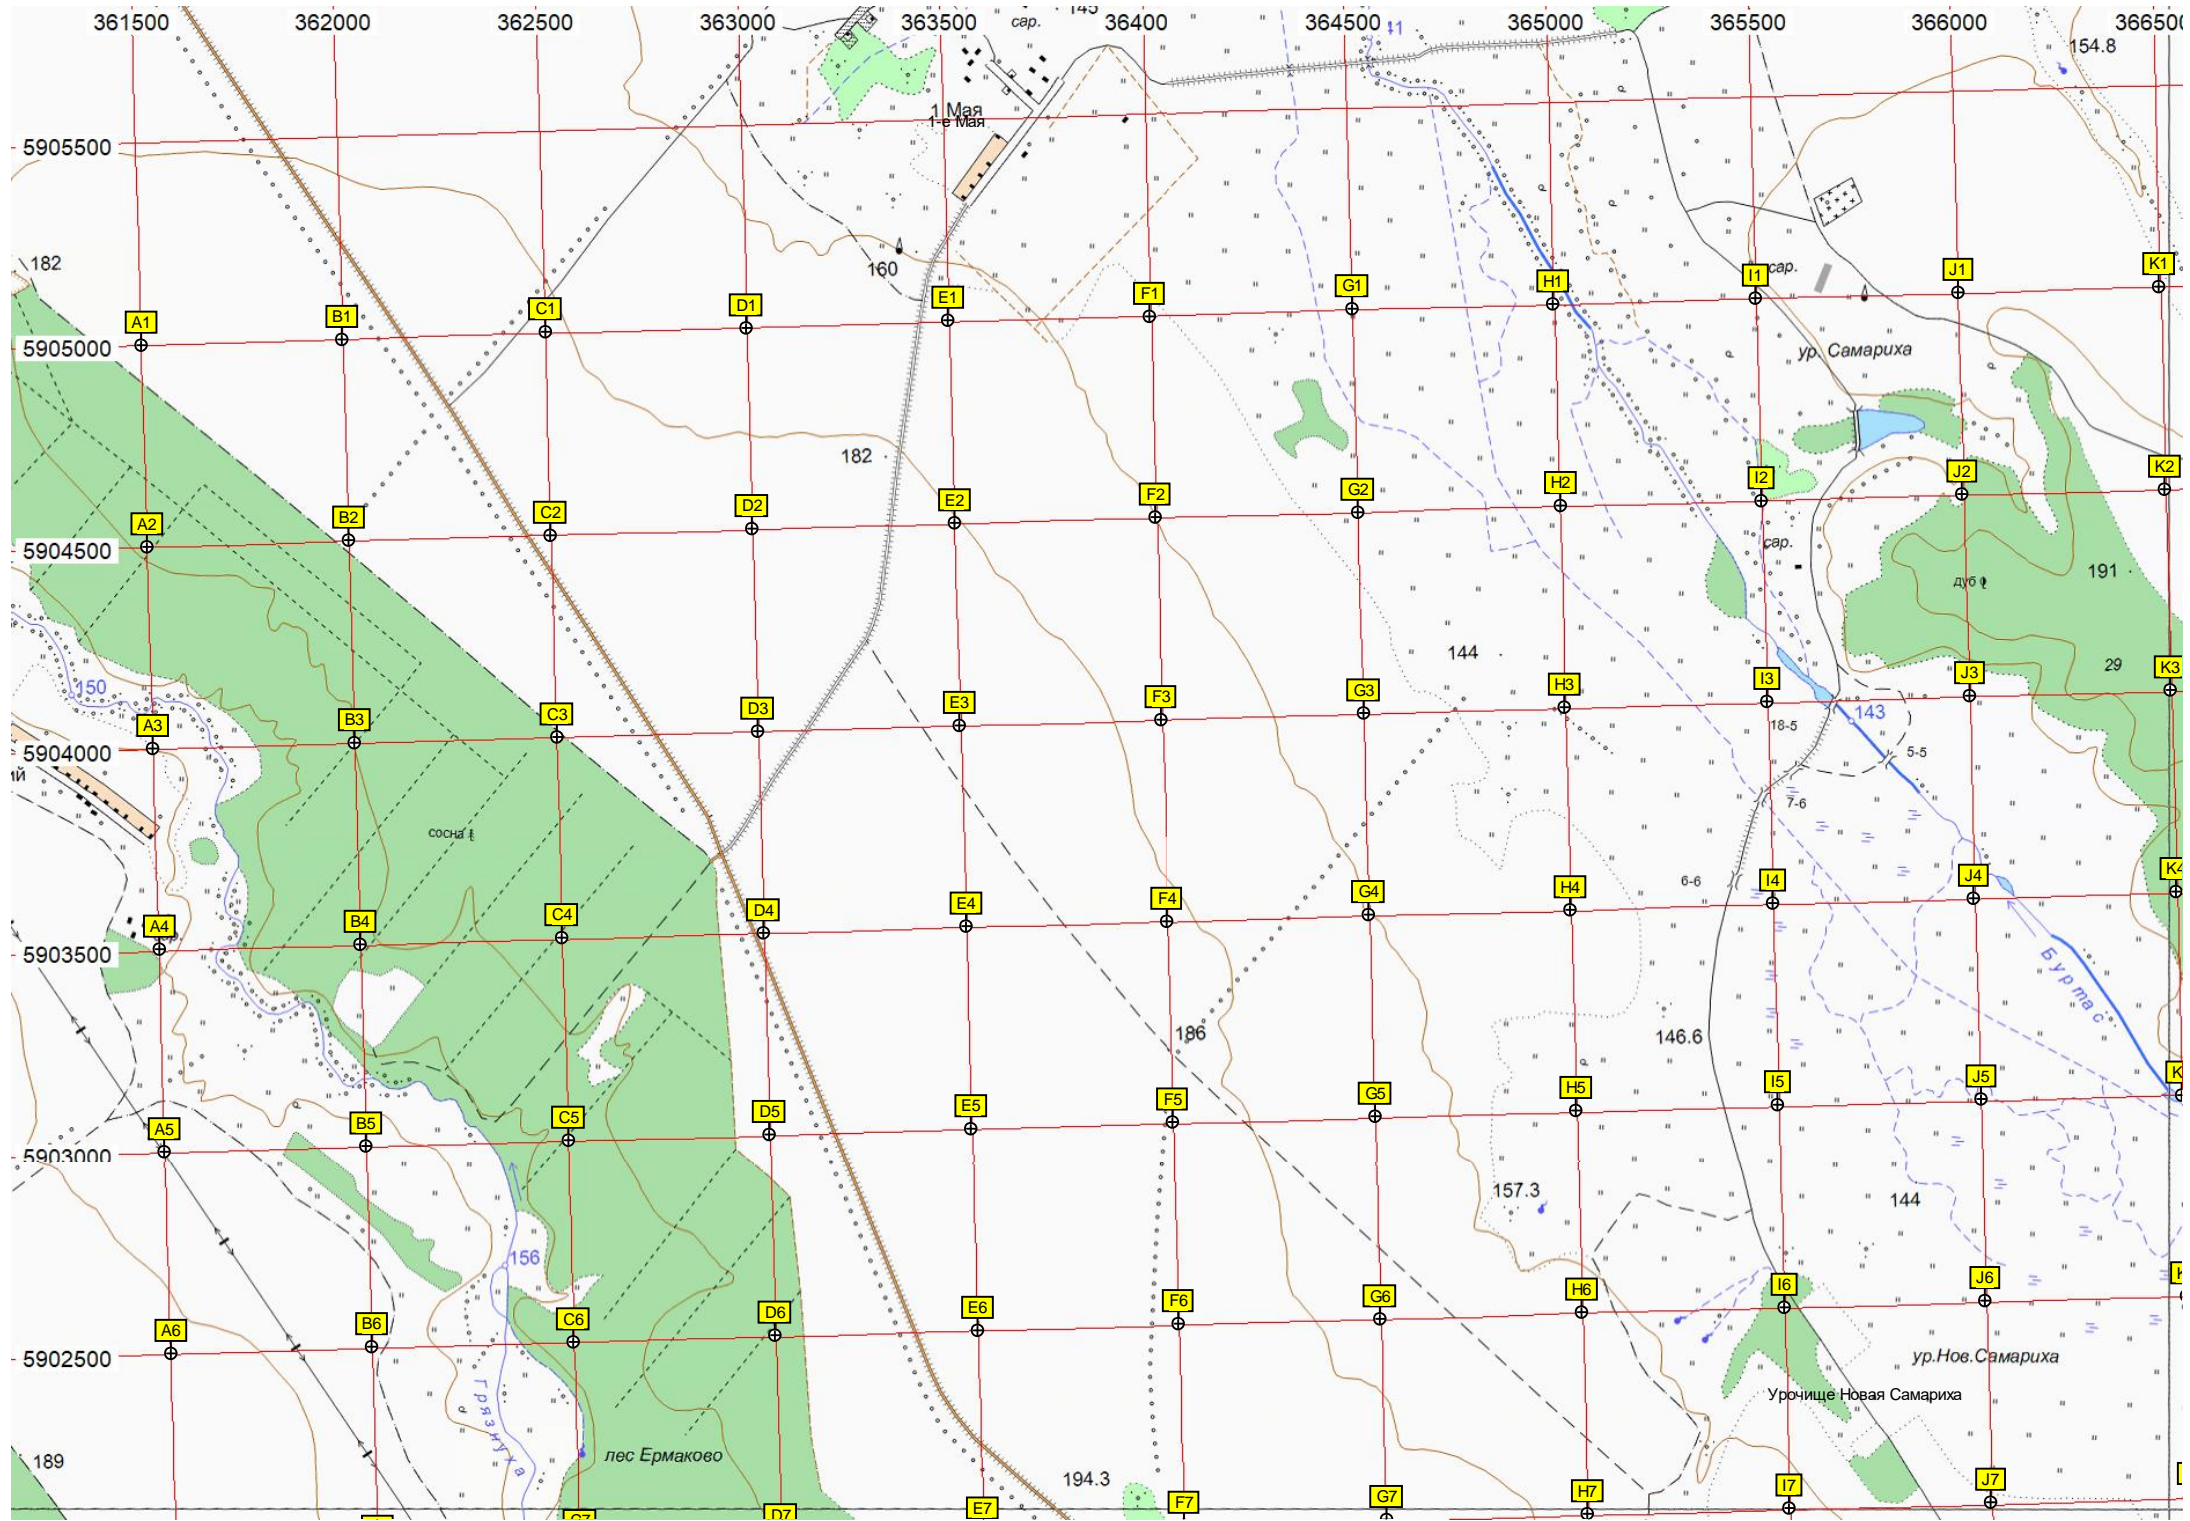 361500 362000 362500 363000 363500 364000 364500 365000 365500 366000 36650
145
сар.
154.8
1 Мая
1-е Мая
5905500
182
160
сар.
A1 B1 C1 D1 E1 F1 G1 H1 I1 J1 K1
5905000
ур. Самариха
182
A2 B2 C2 D2 E2 F2 G2 H2 I2 J2 K2
5904500
сар.
191
дуб
144
29
150
A3 B3 C3 D3 E3 F3 G3 H3 I3 J3 K3
143
18-5
5-5
5904000
ий
7-6
сосна
6-6
A4 B4 C4 D4 E4 F4 G4 H4 I4 J4 K4
5903500
Буртас
186
146.6
A5 B5 C5 D5 E5 F5 G5 H5 I5 J5 K
5903000
157.3
144
156
A6 B6 C6 D6 E6 F6 G6 H6 I6 J6 K
5902500
ур.Нов.Самариха
Урочище Новая Самариха
Грязнуха
лес Ермаково
189
194.3
C7 D7 E7 F7 G7 H7 I7 J7